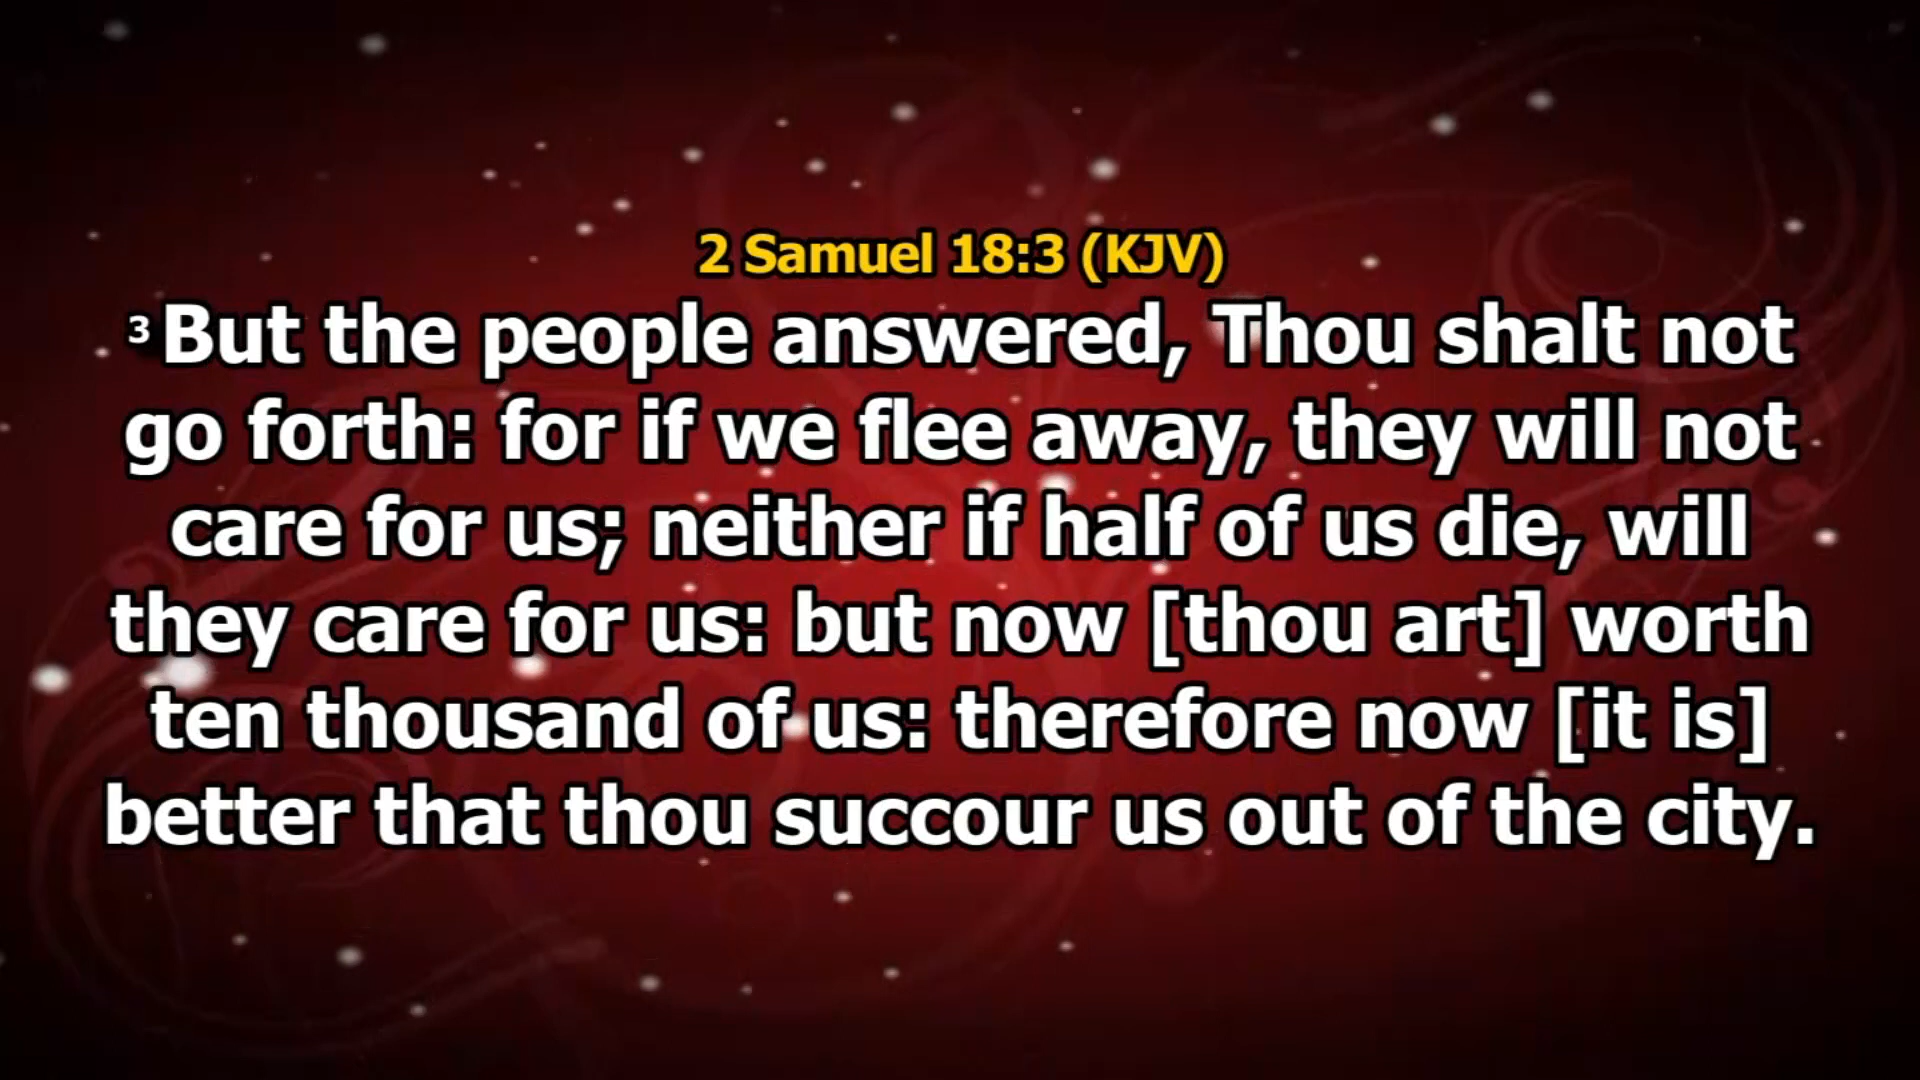 2 Samuel 18:3 (KJV)
3 But the people answered, Thou shalt not
go forth: for if we flee away, they will not
care for us; neither if half of us die, will
they care for us: but now [thou art] worth
ten thousand of us: therefore now [it is]
better that thou succour us out of the city.